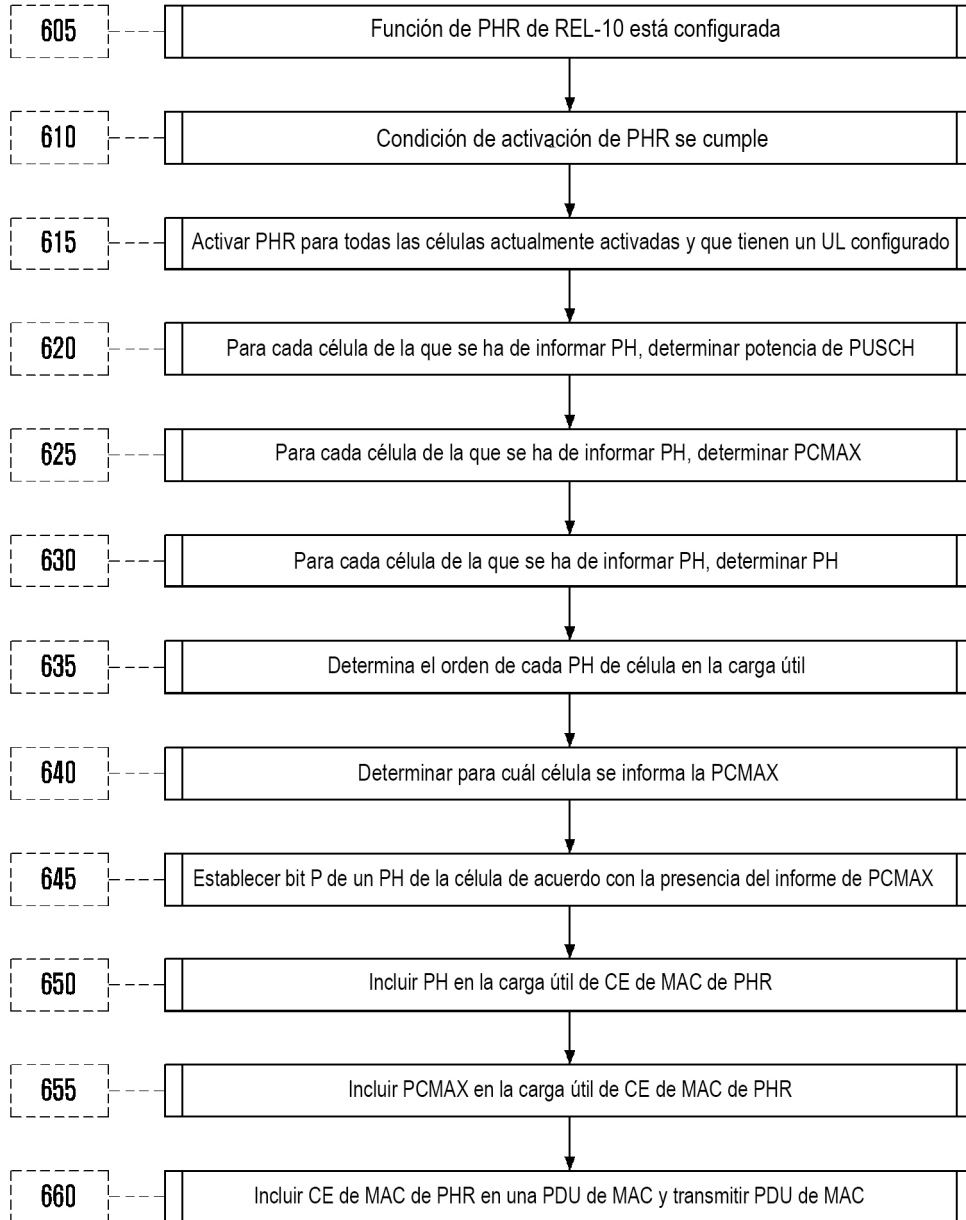 605
Función de PHR de REL-10 está configurada
610
Condición de activación de PHR se cumple
615
Activar PHR para todas las células actualmente activadas y que tienen un UL configurado
620
Para cada célula de la que se ha de informar PH, determinar potencia de PUSCH
625
Para cada célula de la que se ha de informar PH, determinar PCMAX
630
Para cada célula de la que se ha de informar PH, determinar PH
635
Determina el orden de cada PH de célula en la carga útil
640
Determinar para cuál célula se informa la PCMAX
645
Establecer bit P de un PH de la célula de acuerdo con la presencia del informe de PCMAX
650
Incluir PH en la carga útil de CE de MAC de PHR
655
Incluir PCMAX en la carga útil de CE de MAC de PHR
660
Incluir CE de MAC de PHR en una PDU de MAC y transmitir PDU de MAC